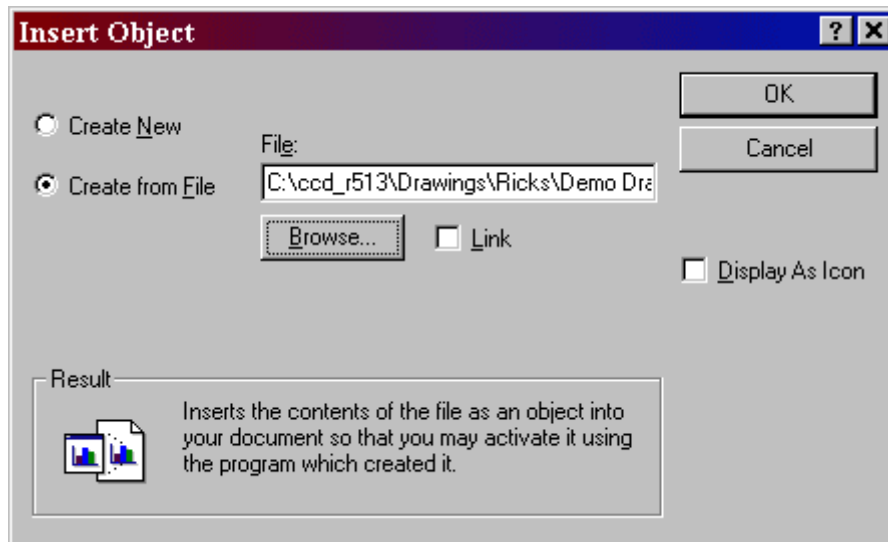 Insert Object
OK
Create New
File:
Cancel
Create from File
C:\ccd_r513\Drawings\Ricks\Demo Dra
Browse...
Link
Display As Icon
Result
Inserts the contents of the file as an object into
your document so that you may activate it using
the program which created it.